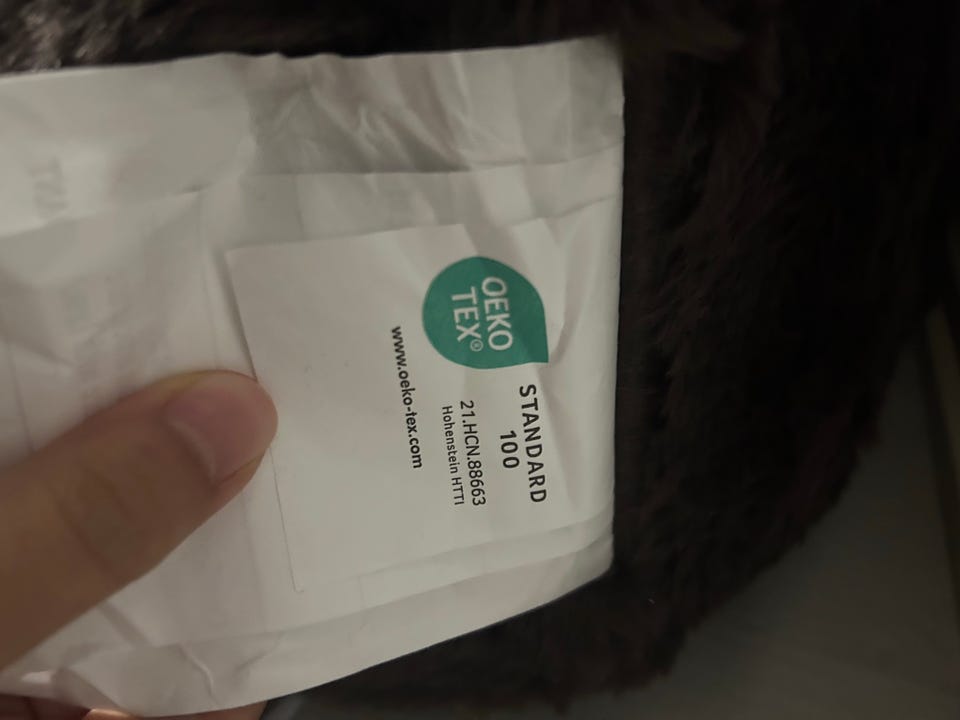 OEKO
TEX®
STANDARD
100
21.HCN.88663
Hohenstein HTTI
www.oeko-tex.com